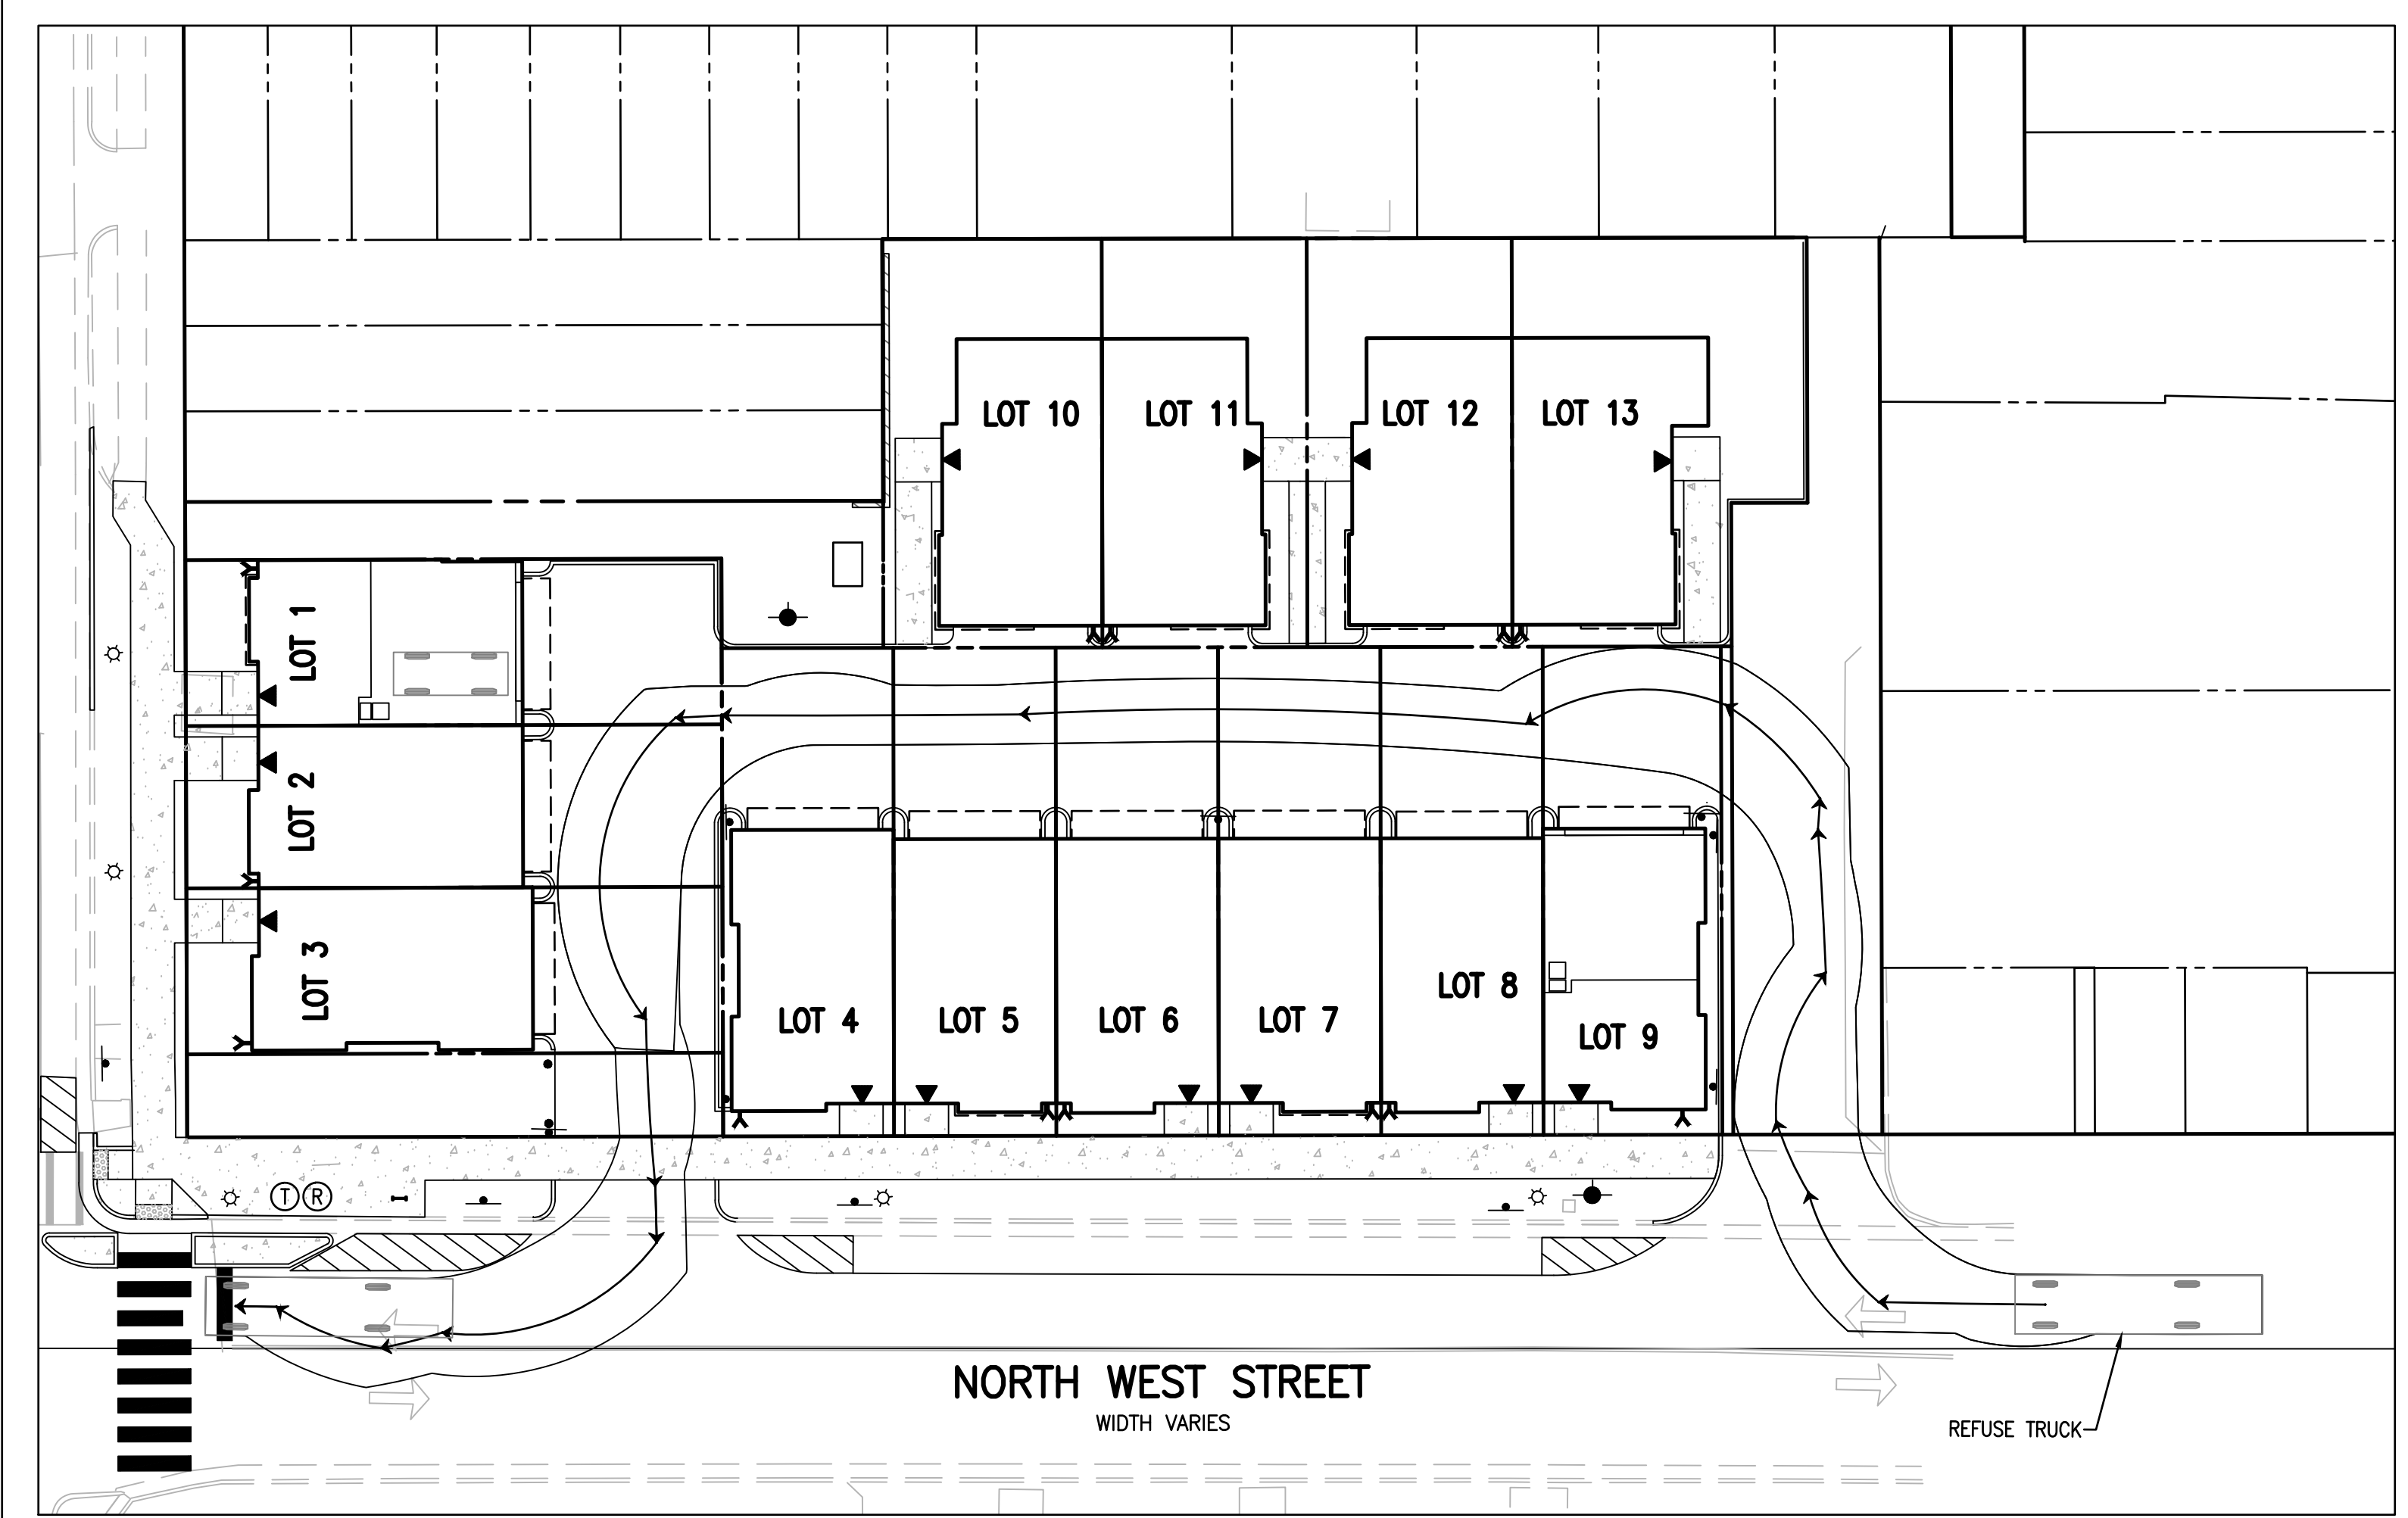 LOT 10
LOT 11
LOT 12
LOT 13
LOT 1
LOT 2
LOT 3
LOT 4
LOT 5
LOT 6
LOT 7
LOT 8
LOT 9
T R
NORTH WEST STREET
WIDTH VARIES
REFUSE TRUCK